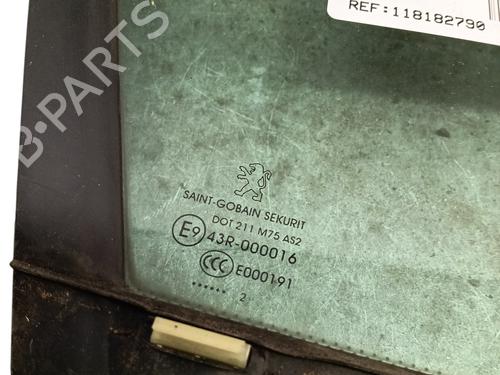 REF:118182790
B-PARTS
SAINT-GOBAIN SEKURIT
DOT 211 M75 AS2
E9 43R-000016
CCC E000191
...... 2